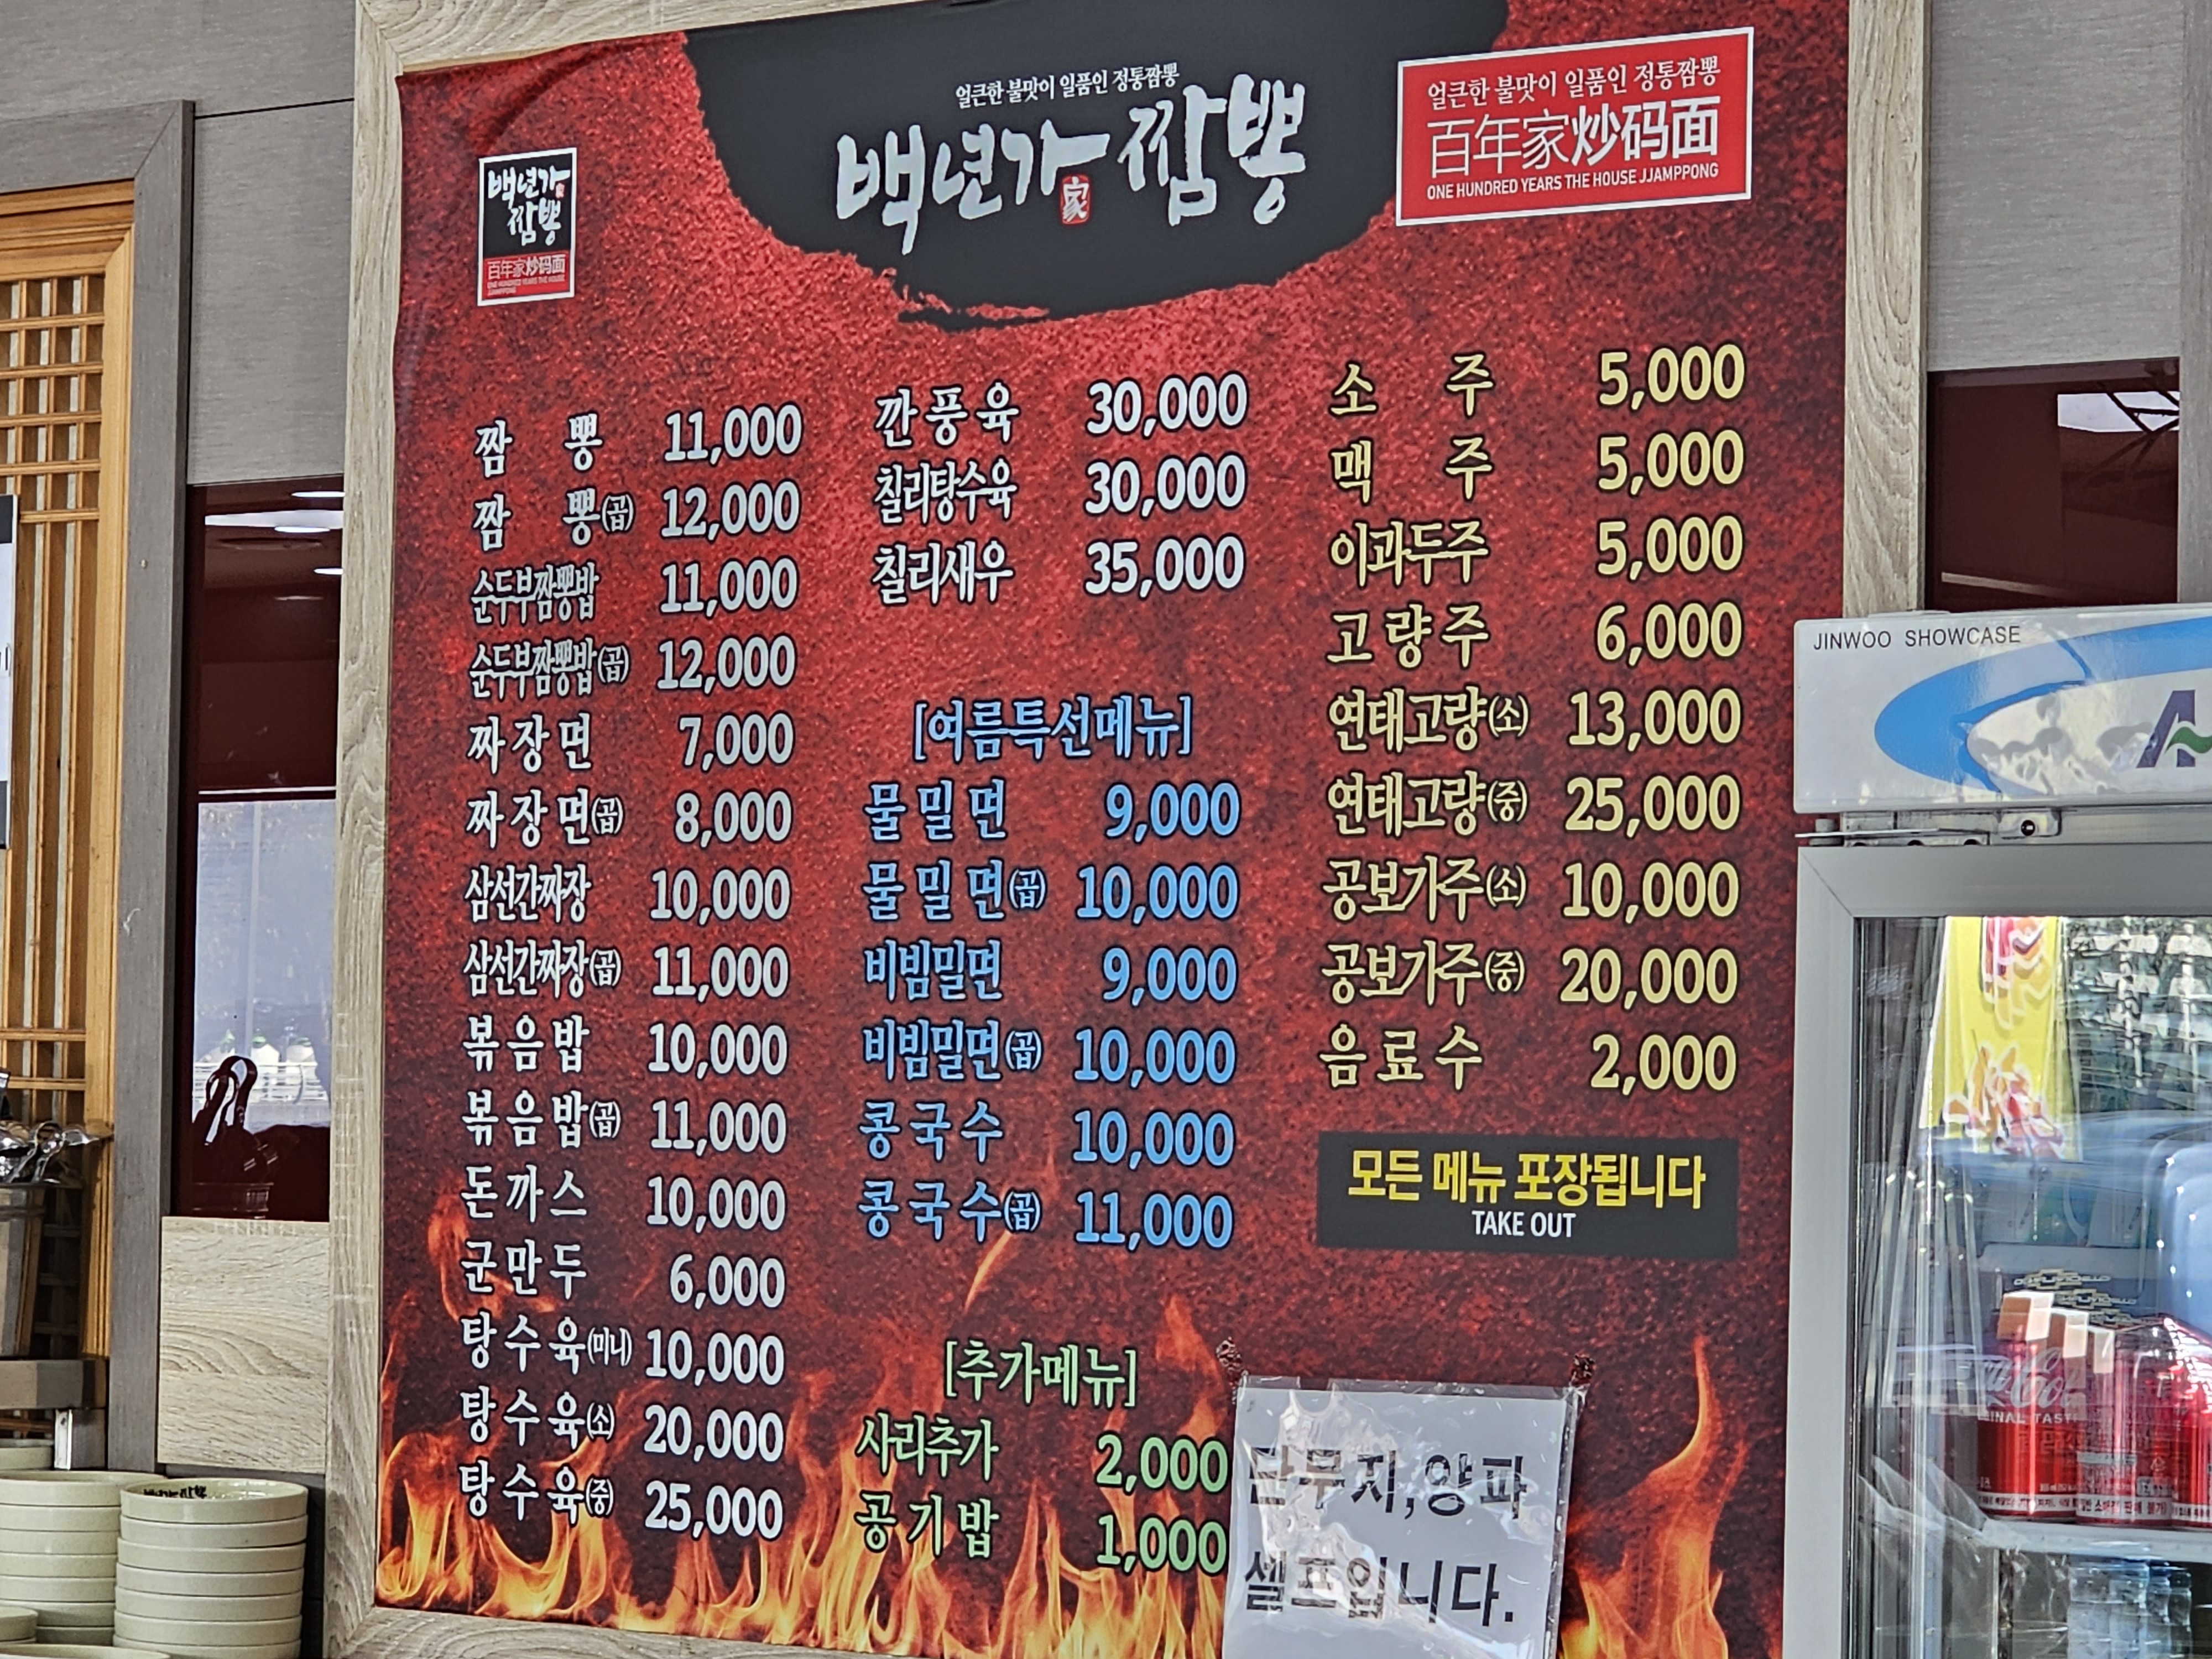 얼큰한 불맛이 일품인 정통짬뽕
백년가家짬뽕
얼큰한 불맛이 일품인 정통짬뽕
百年家炒码面
ONE HUNDRED YEARS THE HOUSE JJAMPPONG
백년가家
짬뽕
百年家炒码面
ONE HUNDRED YEARS THE HOUSE
JJAMPPONG
짬 뽕 11,000
짬 뽕(곱) 12,000
순두부짬뽕밥 11,000
순두부짬뽕밥(곱) 12,000
짜장면 7,000
짜장면(곱) 8,000
삼선간짜장 10,000
삼선간짜장(곱) 11,000
볶음밥 10,000
볶음밥(곱) 11,000
돈까스 10,000
군만두 6,000
탕수육(미니) 10,000
탕수육(소) 20,000
탕수육(중) 25,000
깐풍육 30,000
칠리탕수육 30,000
칠리새우 35,000
[여름특선메뉴]
물밀면 9,000
물밀면(곱) 10,000
비빔밀면 9,000
비빔밀면(곱) 10,000
콩국수 10,000
콩국수(곱) 11,000
[추가메뉴]
사리추가 2,000
공기밥 1,000
소 주 5,000
맥 주 5,000
이과두주 5,000
고량주 6,000
연태고량(소) 13,000
연태고량(중) 25,000
공보가주(소) 10,000
공보가주(중) 20,000
음료수 2,000
모든 메뉴 포장됩니다
TAKE OUT
단무지,양파
셀프입니다.
JINWOO SHOWCASE